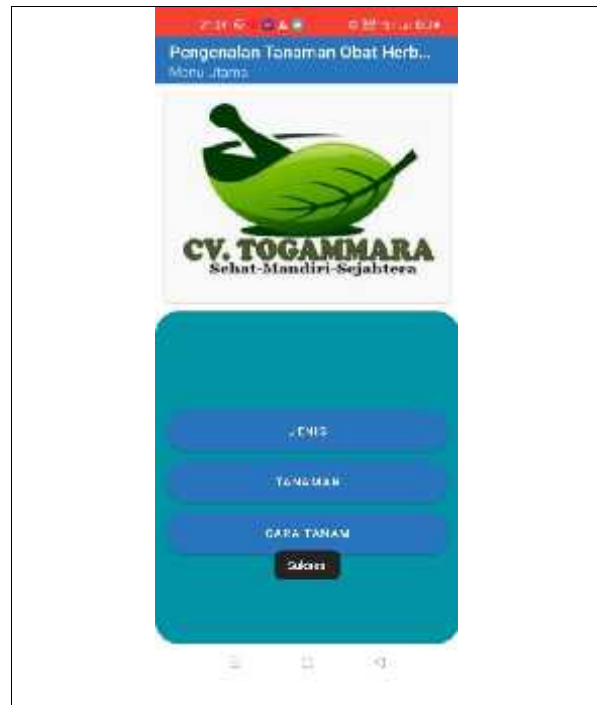 Pengenalan Tanaman Obat Herb...
Menu Utama
CV. TOGAMMARA
Sehat-Mandiri-Sejahtera
JENIS
TANAMAN
CARA TANAM
Sukses